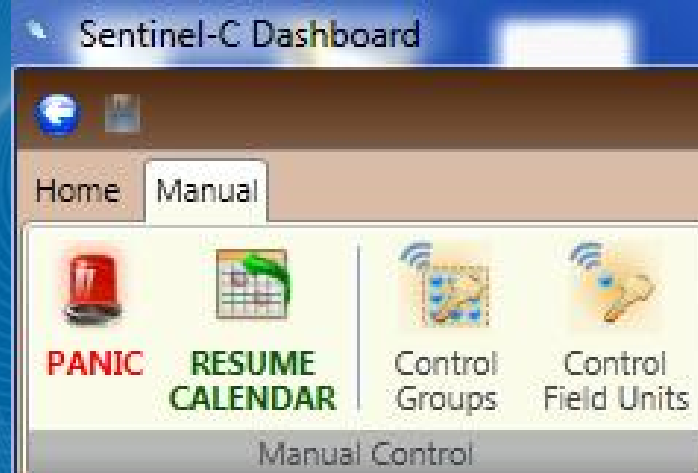 Sentinel-C Dashboard
Home Manual
PANIC RESUME CALENDAR Control Groups Control Field Units
Manual Control